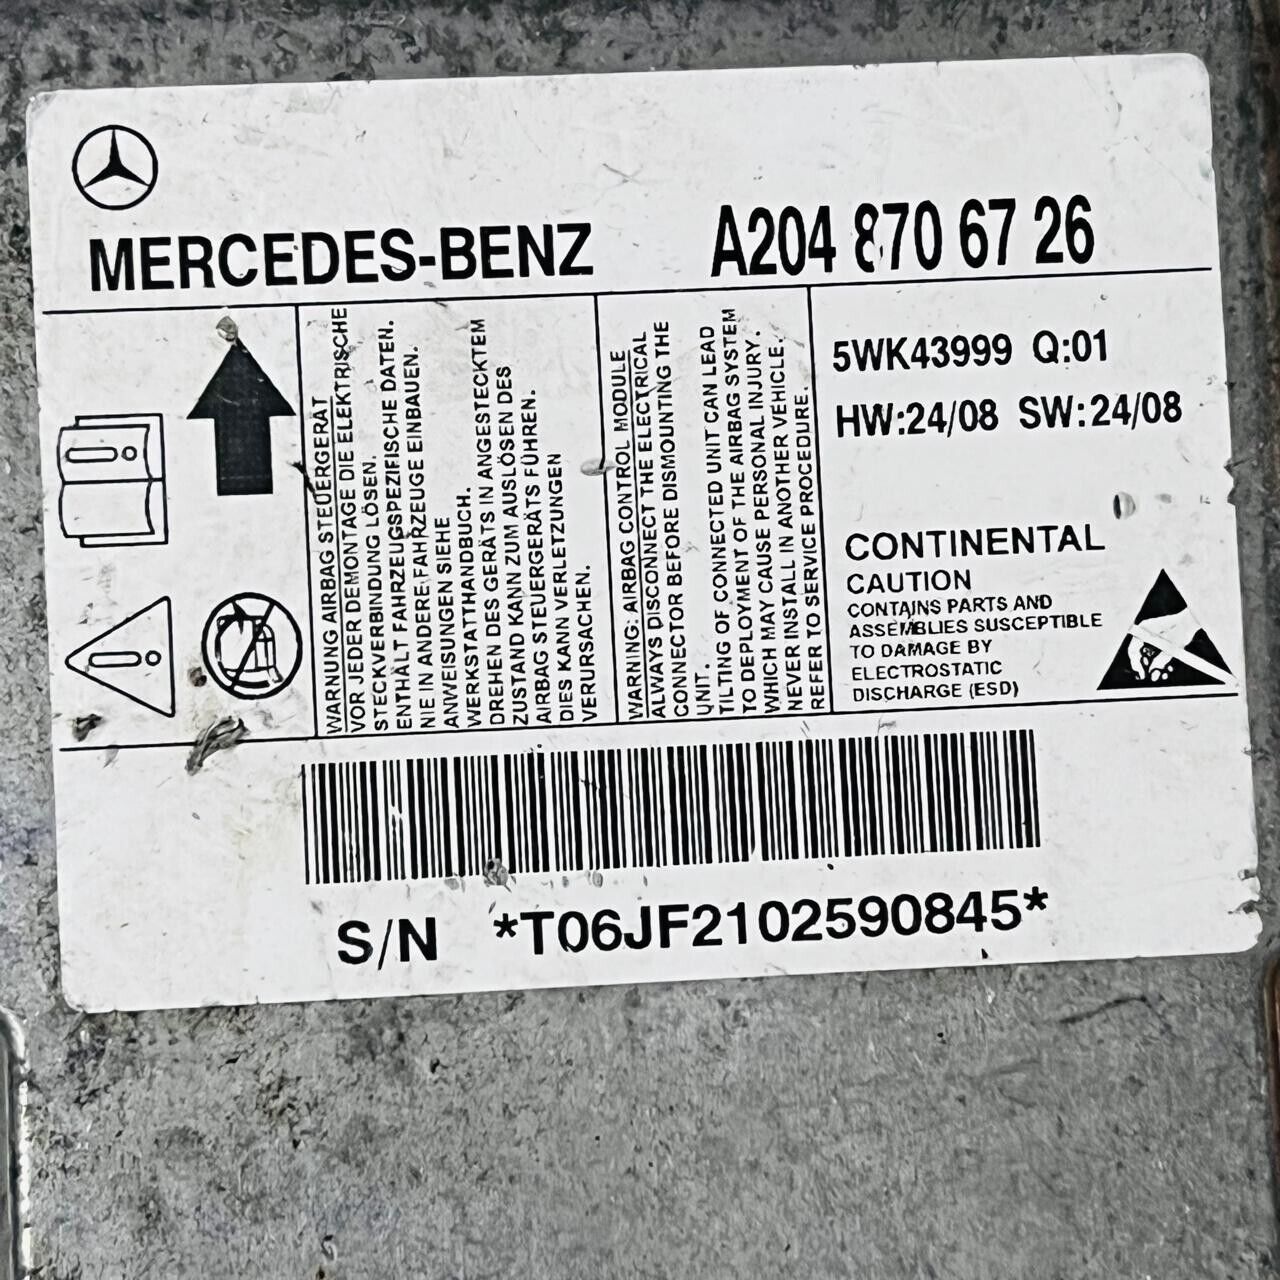 MERCEDES-BENZ
A204 870 67 26
WARNUNG AIRBAG STEUERGERÄT
VOR JEDER DEMONTAGE DIE ELEKTRISCHE
STECKVERBINDUNG LÖSEN.
ENTHÄLT FAHRZEUGSPEZIFISCHE DATEN.
NIE IN ANDERE FAHRZEUGE EINBAUEN.
ANWEISUNGEN SIEHE
WERKSTATTHANDBUCH.
DREHEN DES GERÄTS IN ANGESTECKTEM
ZUSTAND KANN ZUM AUSLÖSEN DES
AIRBAG STEUERGERÄTS FÜHREN.
DIES KANN VERLETZUNGEN
VERURSACHEN.
WARNING: AIRBAG CONTROL MODULE
ALWAYS DISCONNECT THE ELECTRICAL
CONNECTOR BEFORE DISMOUNTING THE
UNIT.
TILTING OF CONNECTED UNIT CAN LEAD
TO DEPLOYMENT OF THE AIRBAG SYSTEM
WHICH MAY CAUSE PERSONAL INJURY.
NEVER INSTALL IN ANOTHER VEHICLE.
REFER TO SERVICE PROCEDURE.
5WK43999 Q:01
HW:24/08 SW:24/08
CONTINENTAL
CAUTION
CONTAINS PARTS AND
ASSEMBLIES SUSCEPTIBLE
TO DAMAGE BY
ELECTROSTATIC
DISCHARGE (ESD)
S/N *T06JF2102590845*